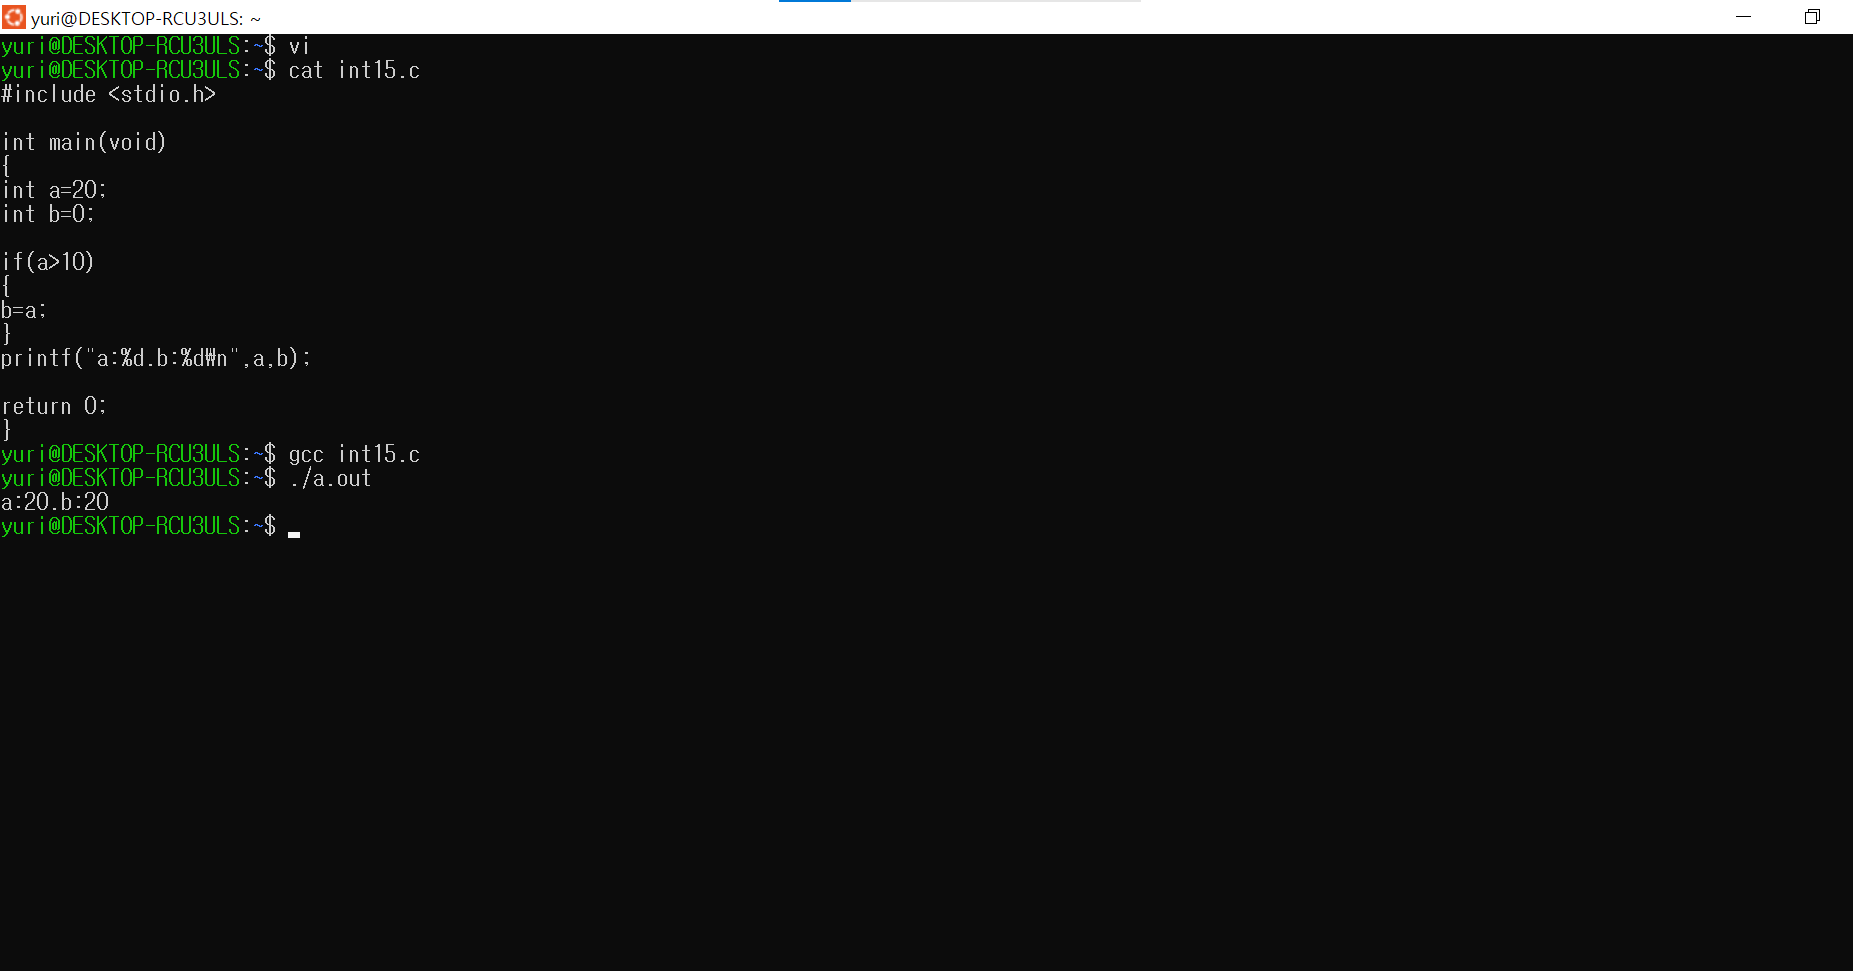 yuri@DESKTOP-RCU3ULS: ~
yuri@DESKTOP-RCU3ULS:~$ vi
yuri@DESKTOP-RCU3ULS:~$ cat int15.c
#include <stdio.h>
int main(void)
{
int a=20;
int b=0;
if(a>10)
{
b=a;
}
printf("a:%d.b:%d₩n",a,b);
return 0;
}
yuri@DESKTOP-RCU3ULS:~$ gcc int15.c
yuri@DESKTOP-RCU3ULS:~$ ./a.out
a:20.b:20
yuri@DESKTOP-RCU3ULS:~$